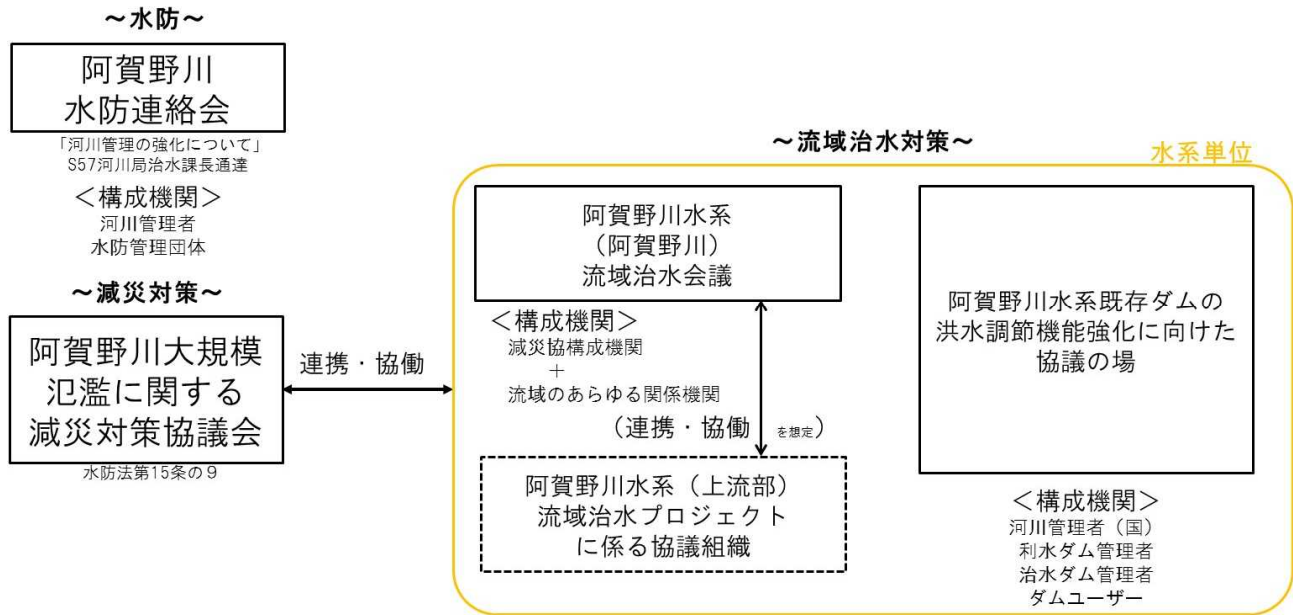 ～水防～
阿賀野川
水防連絡会
「河川管理の強化について」
S57河川局治水課長通達
＜構成機関＞
河川管理者
水防管理団体
～減災対策～
阿賀野川大規模
氾濫に関する
減災対策協議会
水防法第15条の９
連携・協働
～流域治水対策～
水系単位
阿賀野川水系
（阿賀野川）
流域治水会議
＜構成機関＞
減災協構成機関
＋
流域のあらゆる関係機関
（連携・協働 を想定）
阿賀野川水系（上流部）
流域治水プロジェクト
に係る協議組織
阿賀野川水系既存ダムの
洪水調節機能強化に向けた
協議の場
＜構成機関＞
河川管理者（国）
利水ダム管理者
治水ダム管理者
ダムユーザー